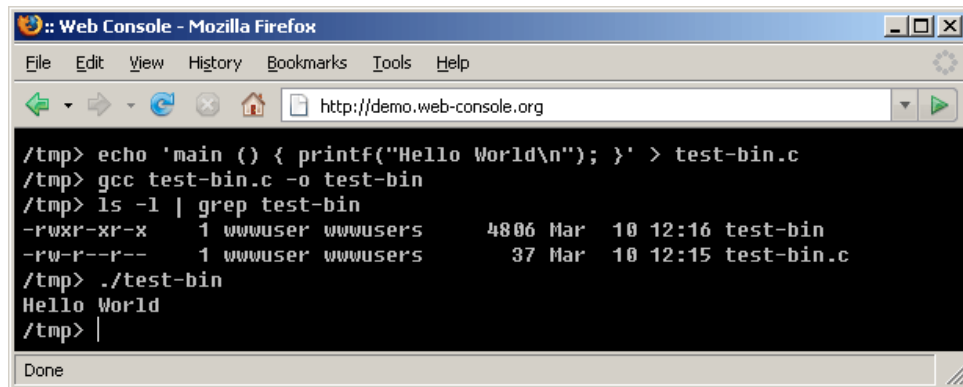 :: Web Console - Mozilla Firefox
File Edit View History Bookmarks Tools Help
http://demo.web-console.org
/tmp> echo 'main () { printf("Hello World\n"); }' > test-bin.c
/tmp> gcc test-bin.c -o test-bin
/tmp> ls -l | grep test-bin
-rwxr-xr-x    1 wwwuser wwwusers     4806 Mar  10 12:16 test-bin
-rw-r--r--    1 wwwuser wwwusers       37 Mar  10 12:15 test-bin.c
/tmp> ./test-bin
Hello World
/tmp>
Done